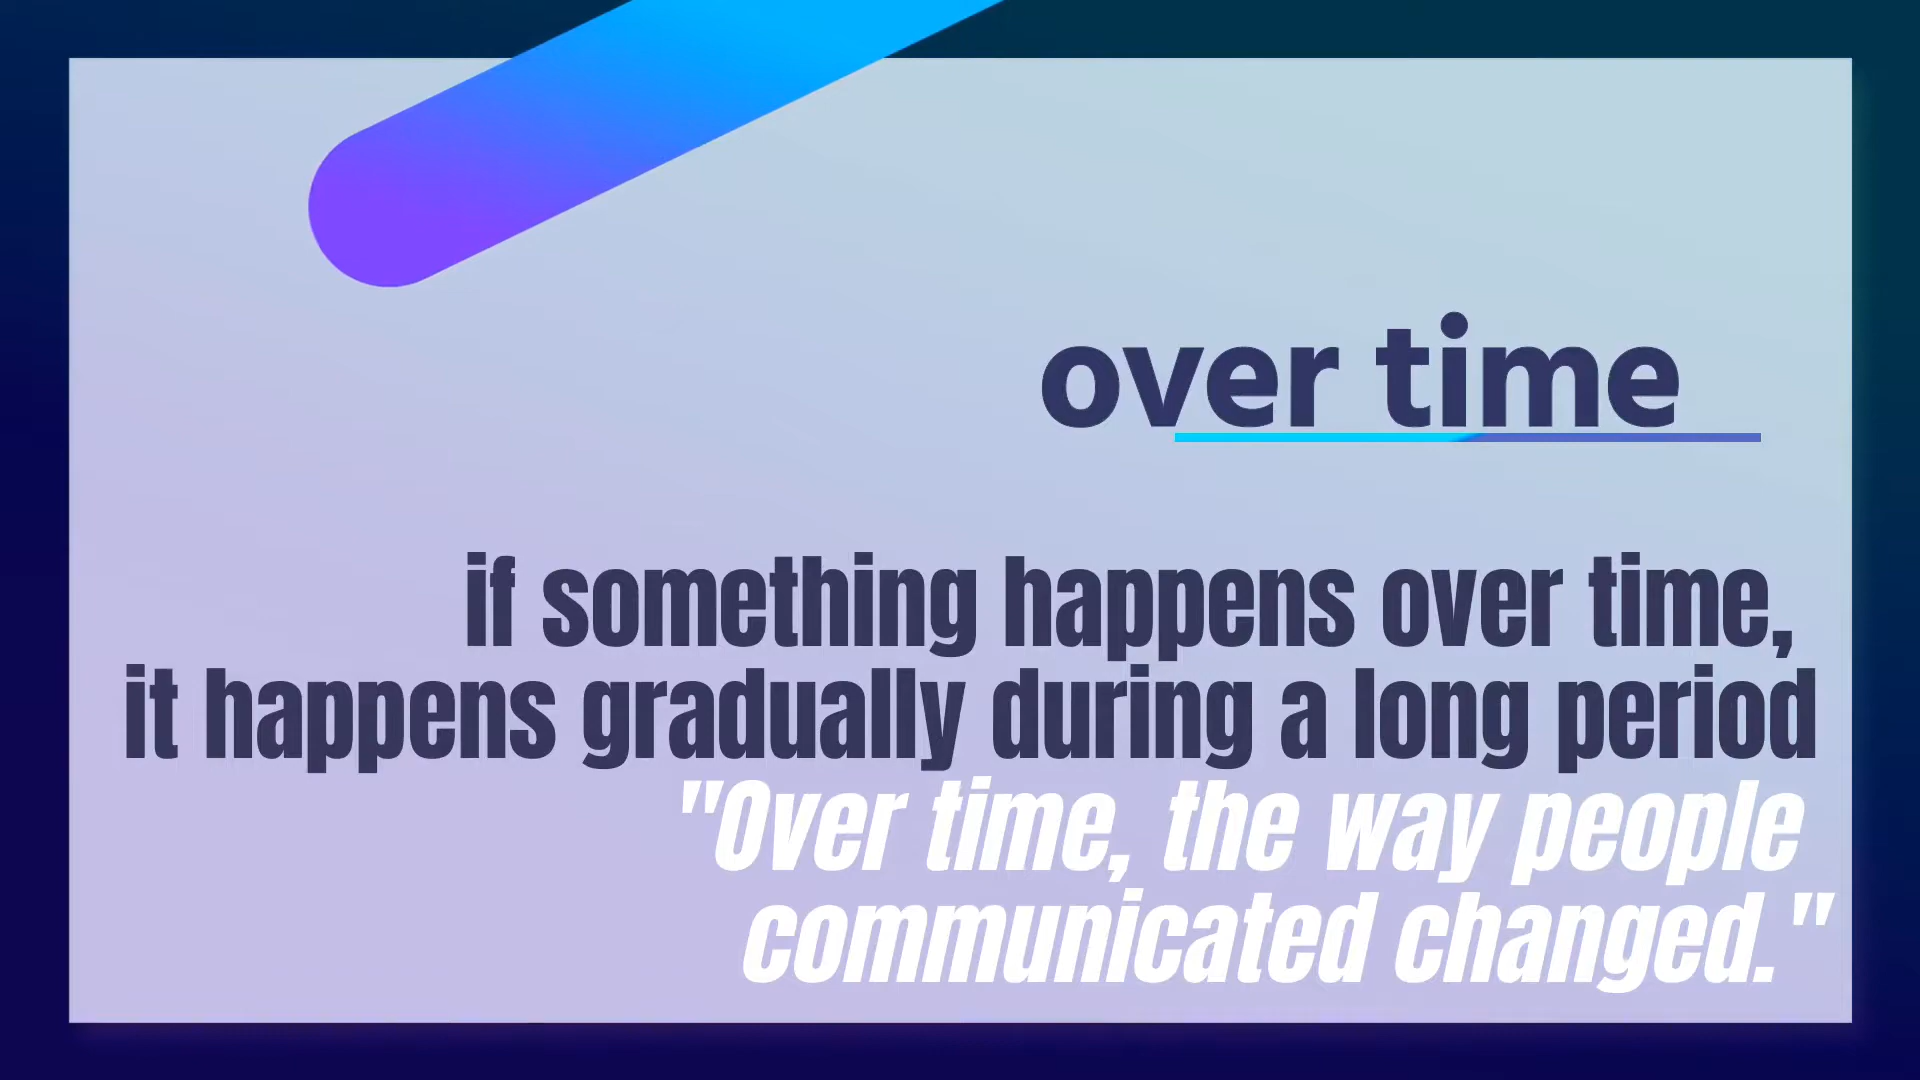 over time
if something happens over time,
it happens gradually during a long period
"Over time, the way people
communicated changed."